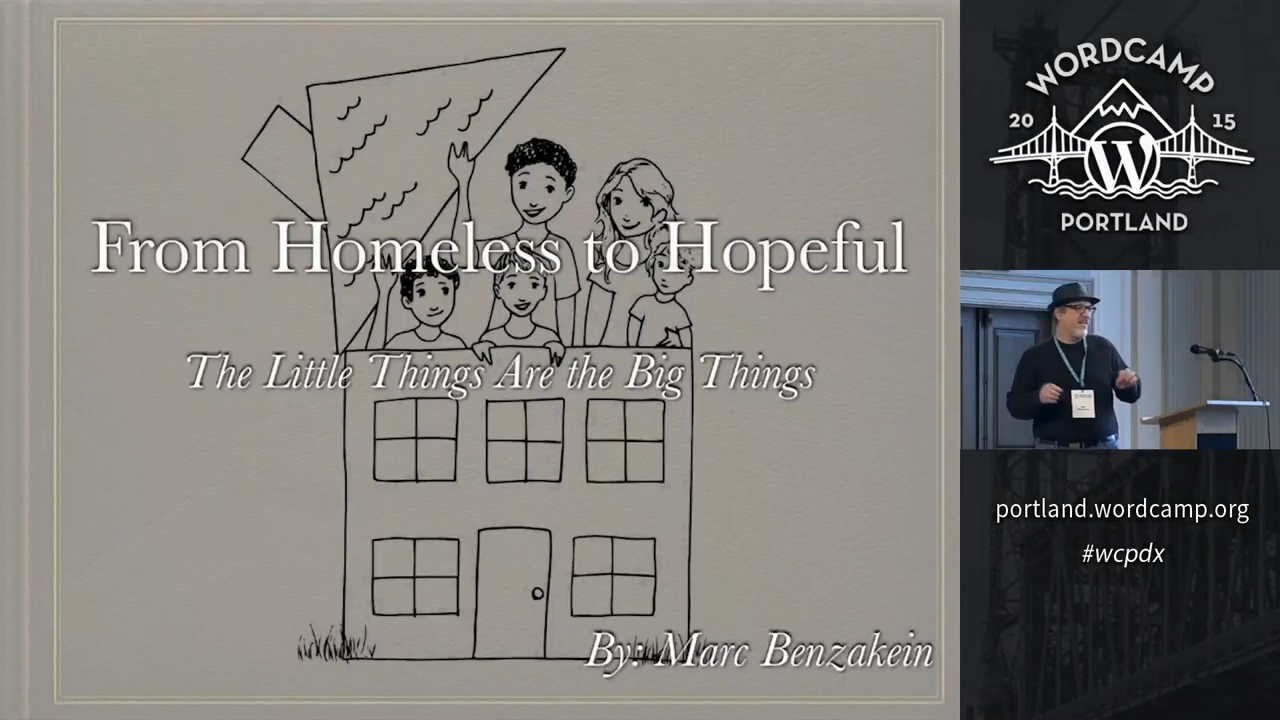 From Homeless to Hopeful
The Little Things Are the Big Things
By: Marc Benzakein
WORDCAMP
20 15
W
PORTLAND
portland.wordcamp.org
#wcpdx